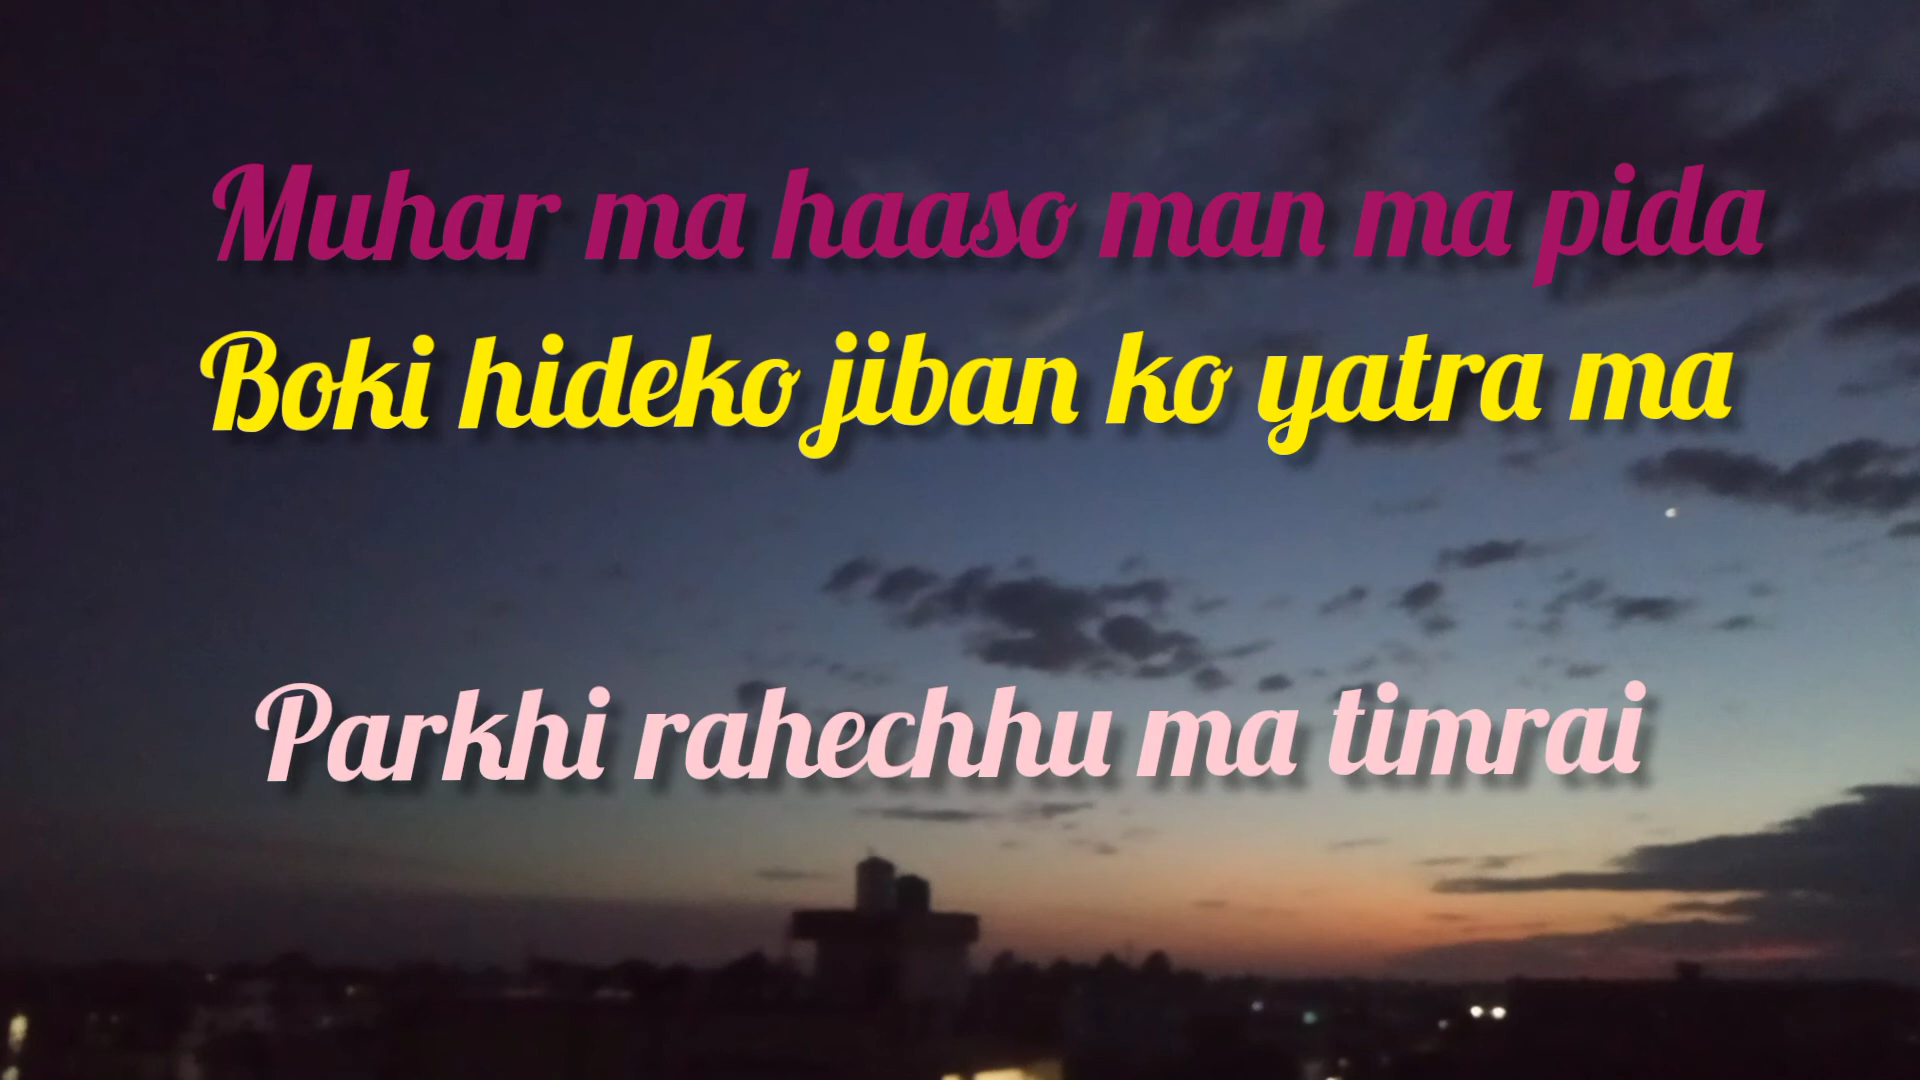 Muhar ma haaso man ma pida
Boki hideko jiban ko yatra ma
Parkhi rahechhu ma timrai